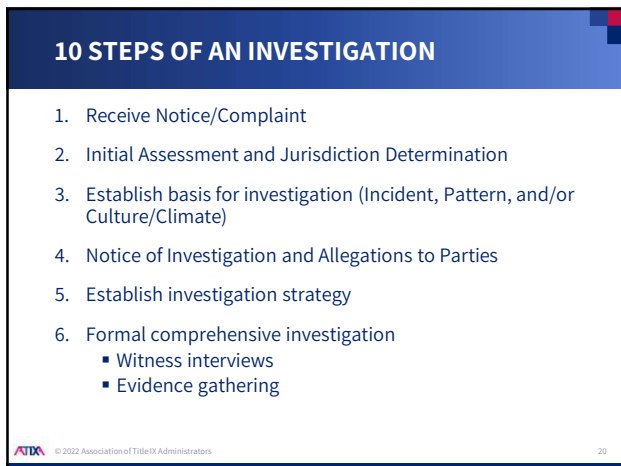 10 STEPS OF AN INVESTIGATION
1. Receive Notice/Complaint
2. Initial Assessment and Jurisdiction Determination
3. Establish basis for investigation (Incident, Pattern, and/or
Culture/Climate)
4. Notice of Investigation and Allegations to Parties
5. Establish investigation strategy
6. Formal comprehensive investigation
▪ Witness interviews
▪ Evidence gathering
ATIXA © 2022 Association of Title IX Administrators
20